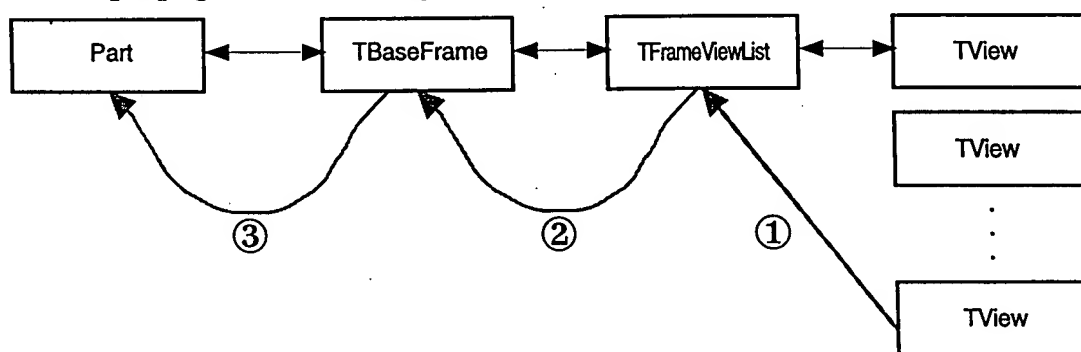 Part TBaseFrame TFrameViewList TView
TView
③ ② ①
TView